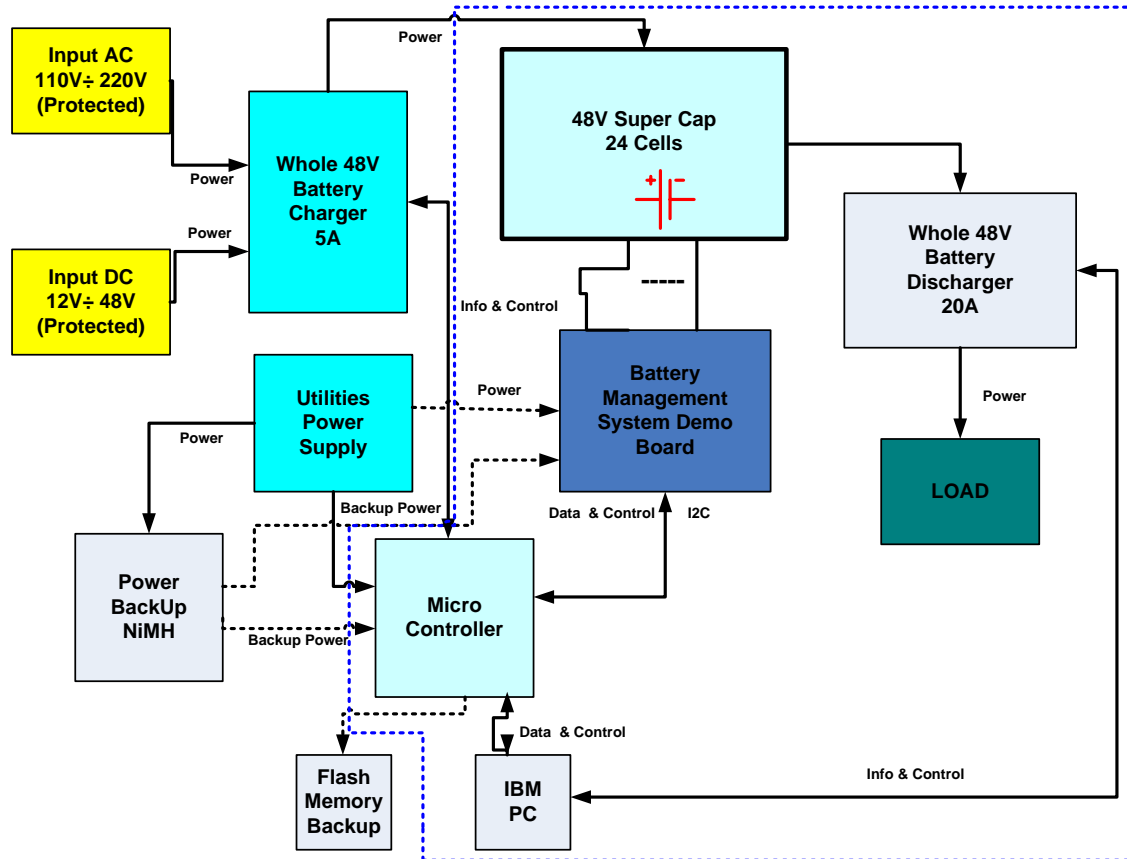 Power
Input AC
110V÷ 220V
(Protected)
48V Super Cap
24 Cells
+ –
Whole 48V
Battery
Charger
5A
Power
Power
Input DC
12V÷ 48V
(Protected)
Whole 48V
Battery
Discharger
20A
Info & Control
Battery
Management
System Demo
Board
Utilities
Power
Supply
Power
Power
Power
LOAD
Backup Power
Data & Control
I2C
Power
BackUp
NiMH
Micro
Controller
Backup Power
Data & Control
Flash
Memory
Backup
IBM
PC
Info & Control